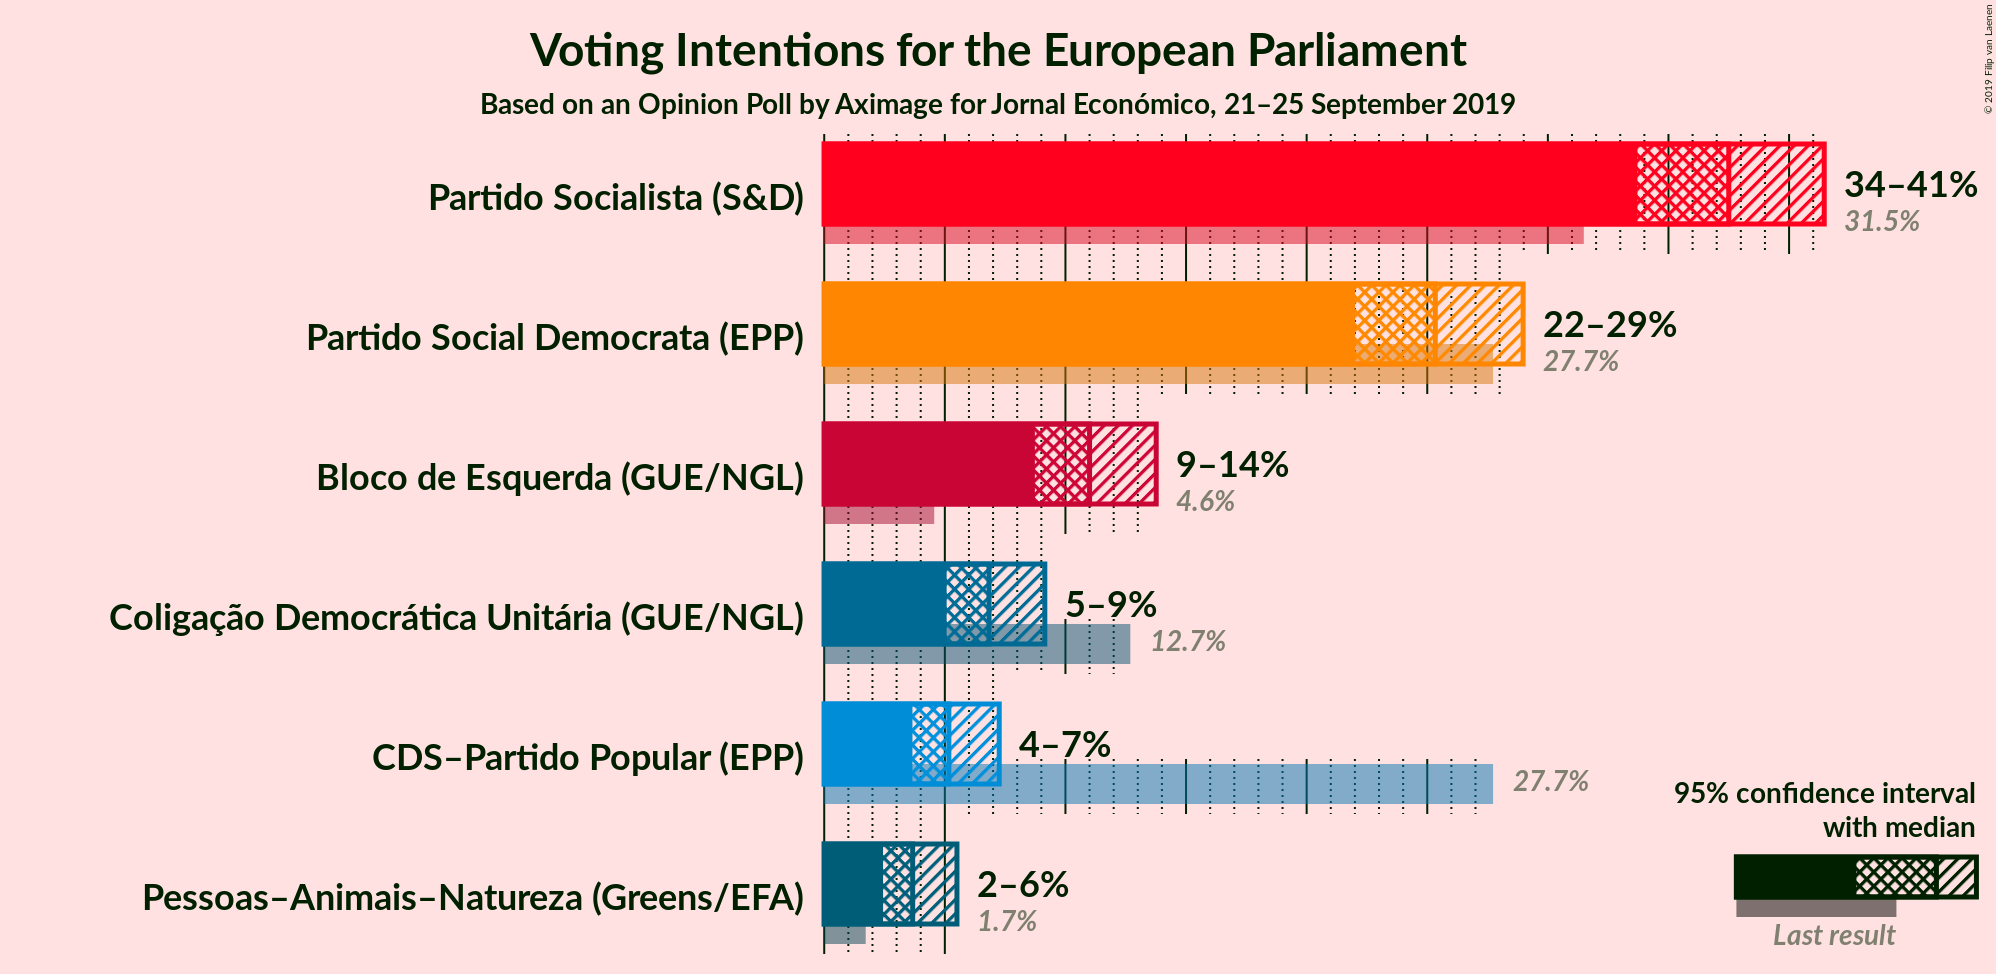 Voting Intentions for the European Parliament
Based on an Opinion Poll by Aximage for Jornal Económico, 21–25 September 2019
© 2019 Filip van Laenen
Partido Socialista (S&D)
34–41%
31.5%
Partido Social Democrata (EPP)
22–29%
27.7%
Bloco de Esquerda (GUE/NGL)
9–14%
4.6%
Coligação Democrática Unitária (GUE/NGL)
5–9%
12.7%
CDS–Partido Popular (EPP)
4–7%
27.7%
Pessoas–Animais–Natureza (Greens/EFA)
2–6%
1.7%
95% confidence interval
with median
Last result